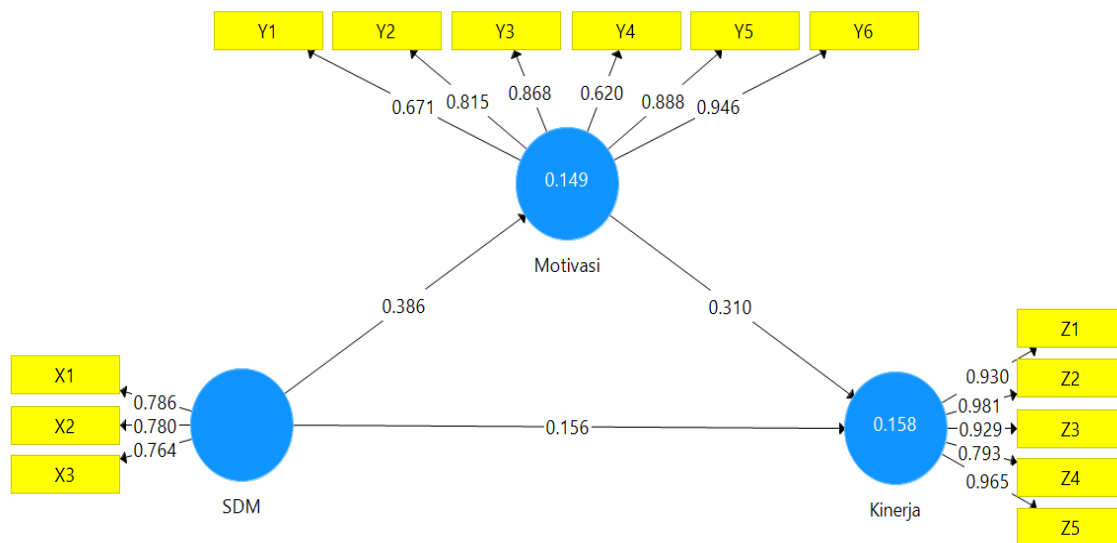 Y1
Y2
Y3
Y4
Y5
Y6
0.671
0.815
0.868
0.620
0.888
0.946
0.149
Motivasi
0.386
0.310
X1
X2
X3
0.786
0.780
0.764
SDM
0.156
0.158
Kinerja
0.930
0.981
0.929
0.793
0.965
Z1
Z2
Z3
Z4
Z5